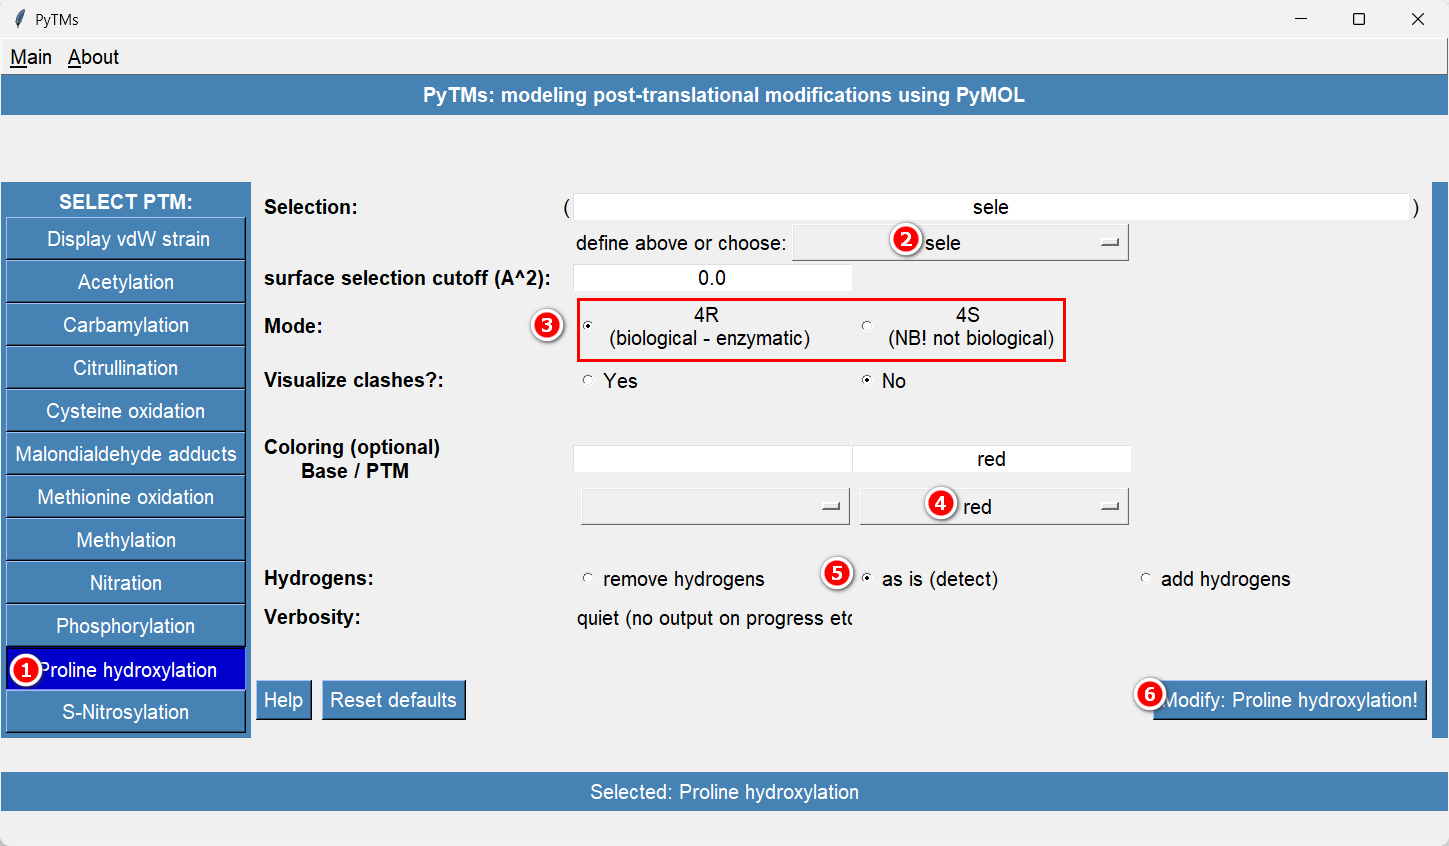 PyTMs
Main About
PyTMs: modeling post-translational modifications using PyMOL
SELECT PTM:
Display vdW strain
Acetylation
Carbamylation
Citrullination
Cysteine oxidation
Malondialdehyde adducts
Methionine oxidation
Methylation
Nitration
Phosphorylation
1 Proline hydroxylation
S-Nitrosylation
Selection: ( sele )
define above or choose: 2 sele
surface selection cutoff (A^2): 0.0
Mode: 3 4R 4S
(biological - enzymatic) (NB! not biological)
Visualize clashes?: Yes No
Coloring (optional)
Base / PTM red
4 red
Hydrogens: remove hydrogens 5 as is (detect) add hydrogens
Verbosity: quiet (no output on progress etc
Help Reset defaults 6 Modify: Proline hydroxylation!
Selected: Proline hydroxylation